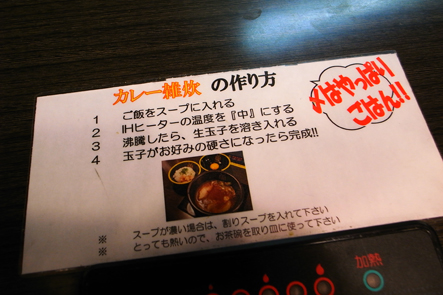 カレー雑炊 の作り方
〆はやっぱり
ごはん!!
1 ご飯をスープに入れる
2 IHヒーターの温度を『中』にする
3 沸騰したら、生玉子を溶き入れる
4 玉子がお好みの硬さになったら完成!!
※ スープが濃い場合は、割りスープを入れて下さい
※ とっても熱いので、お茶碗を取り皿に使って下さい
加熱